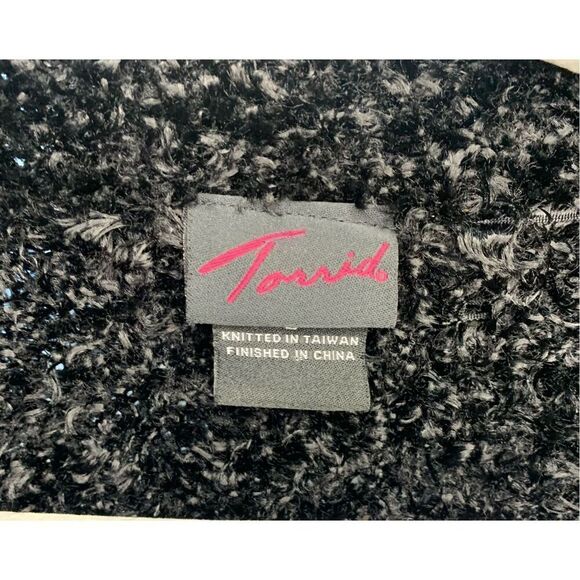 Torrid
KNITTED IN TAIWAN
FINISHED IN CHINA